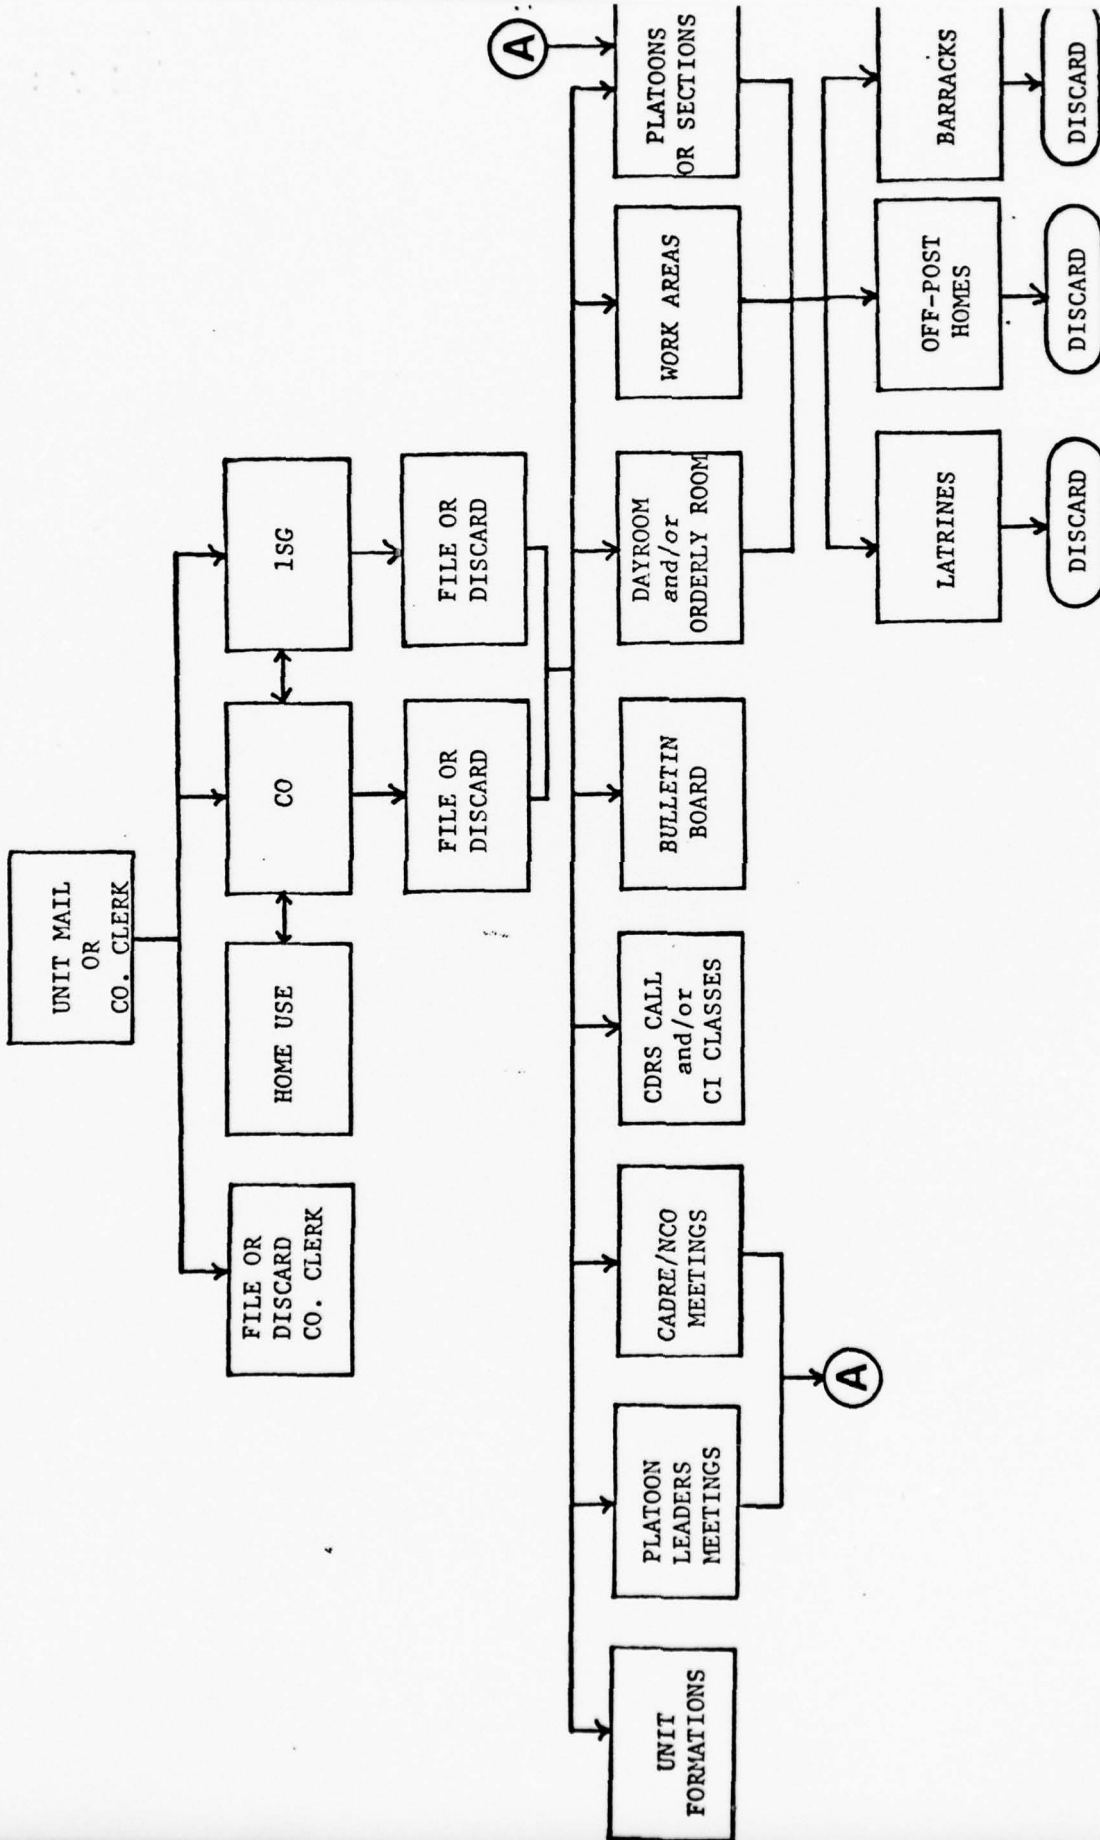 UNIT MAIL
OR
CO. CLERK
FILE OR
DISCARD
CO. CLERK
HOME USE
CO
1SG
FILE OR
DISCARD
FILE OR
DISCARD
UNIT
FORMATIONS
PLATOON
LEADERS
MEETINGS
CADRE/NCO
MEETINGS
CDRS CALL
and/or
CI CLASSES
BULLETIN
BOARD
DAYROOM
and/or
ORDERLY ROOM
WORK AREAS
PLATOONS
OR SECTIONS
A
A
LATRINES
OFF-POST
HOMES
BARRACKS
DISCARD
DISCARD
DISCARD